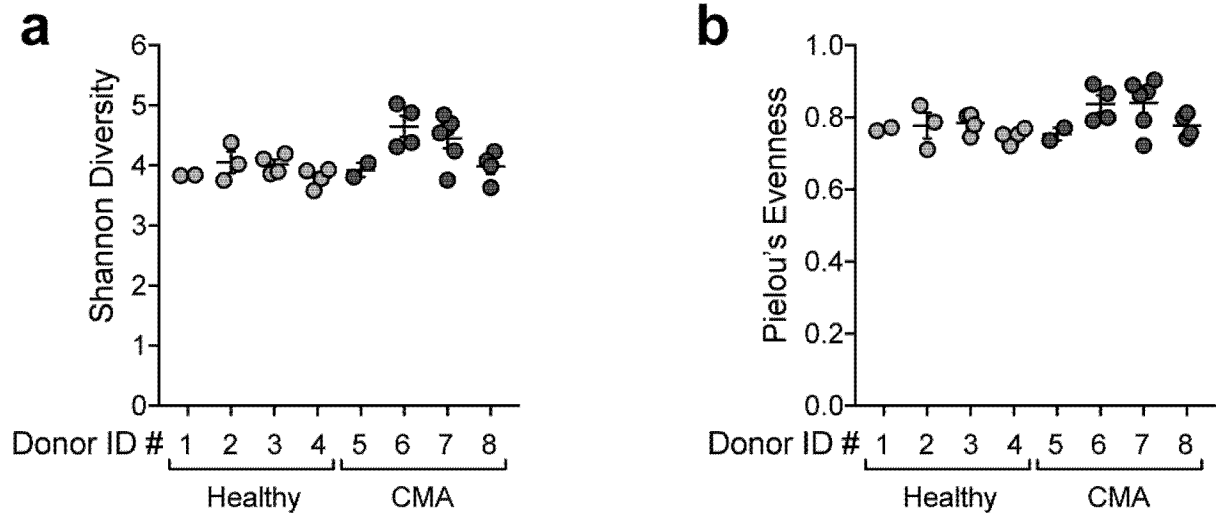 a
6
5
4
3
2
1
0
Shannon Diversity
Donor ID # 1 2 3 4 5 6 7 8
Healthy CMA
b
1.0
0.8
0.6
0.4
0.2
0.0
Pielou's Evenness
Donor ID # 1 2 3 4 5 6 7 8
Healthy CMA